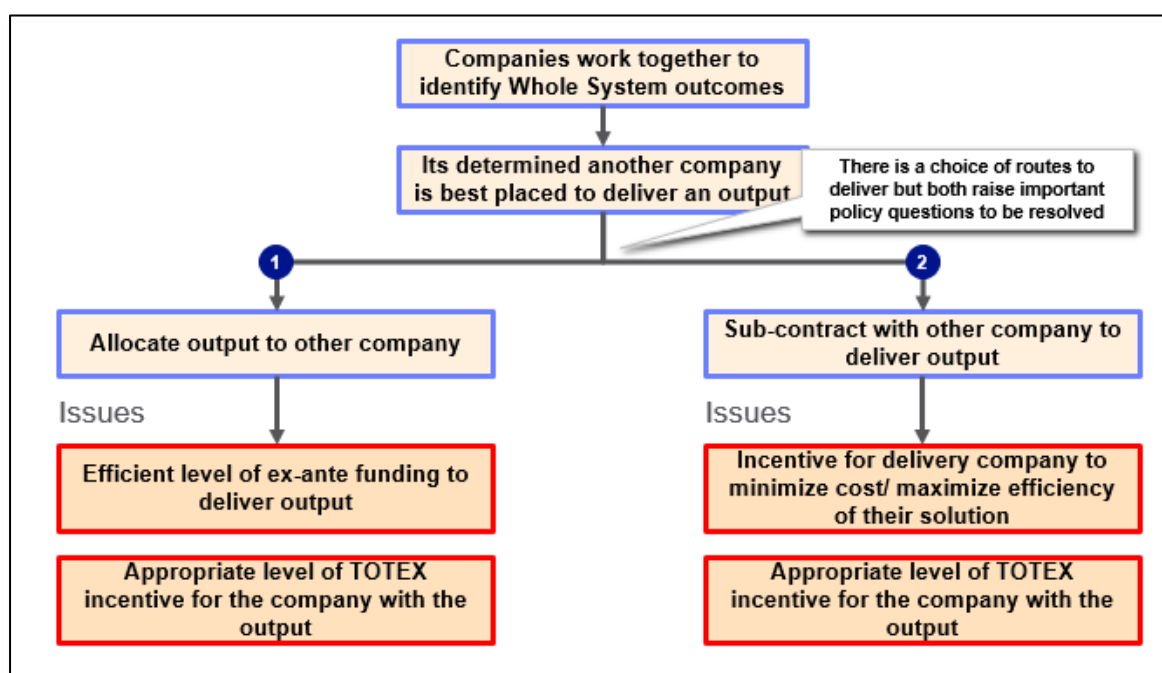 Companies work together to
identify Whole System outcomes
Its determined another company
is best placed to deliver an output
There is a choice of routes to
deliver but both raise important
policy questions to be resolved
1
2
Allocate output to other company
Sub-contract with other company to
deliver output
Issues
Issues
Efficient level of ex-ante funding to
deliver output
Incentive for delivery company to
minimize cost/ maximize efficiency
of their solution
Appropriate level of TOTEX
incentive for the company with the
output
Appropriate level of TOTEX
incentive for the company with the
output